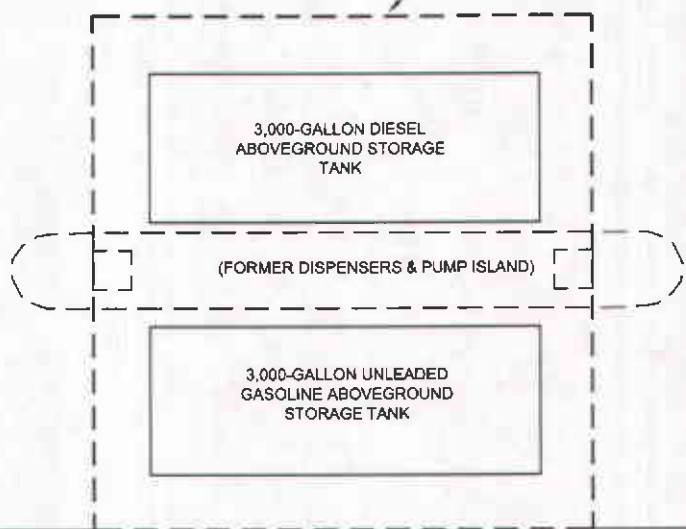 3,000-GALLON DIESEL
ABOVEGROUND STORAGE
TANK
(FORMER DISPENSERS & PUMP ISLAND)
3,000-GALLON UNLEADED
GASOLINE ABOVEGROUND
STORAGE TANK